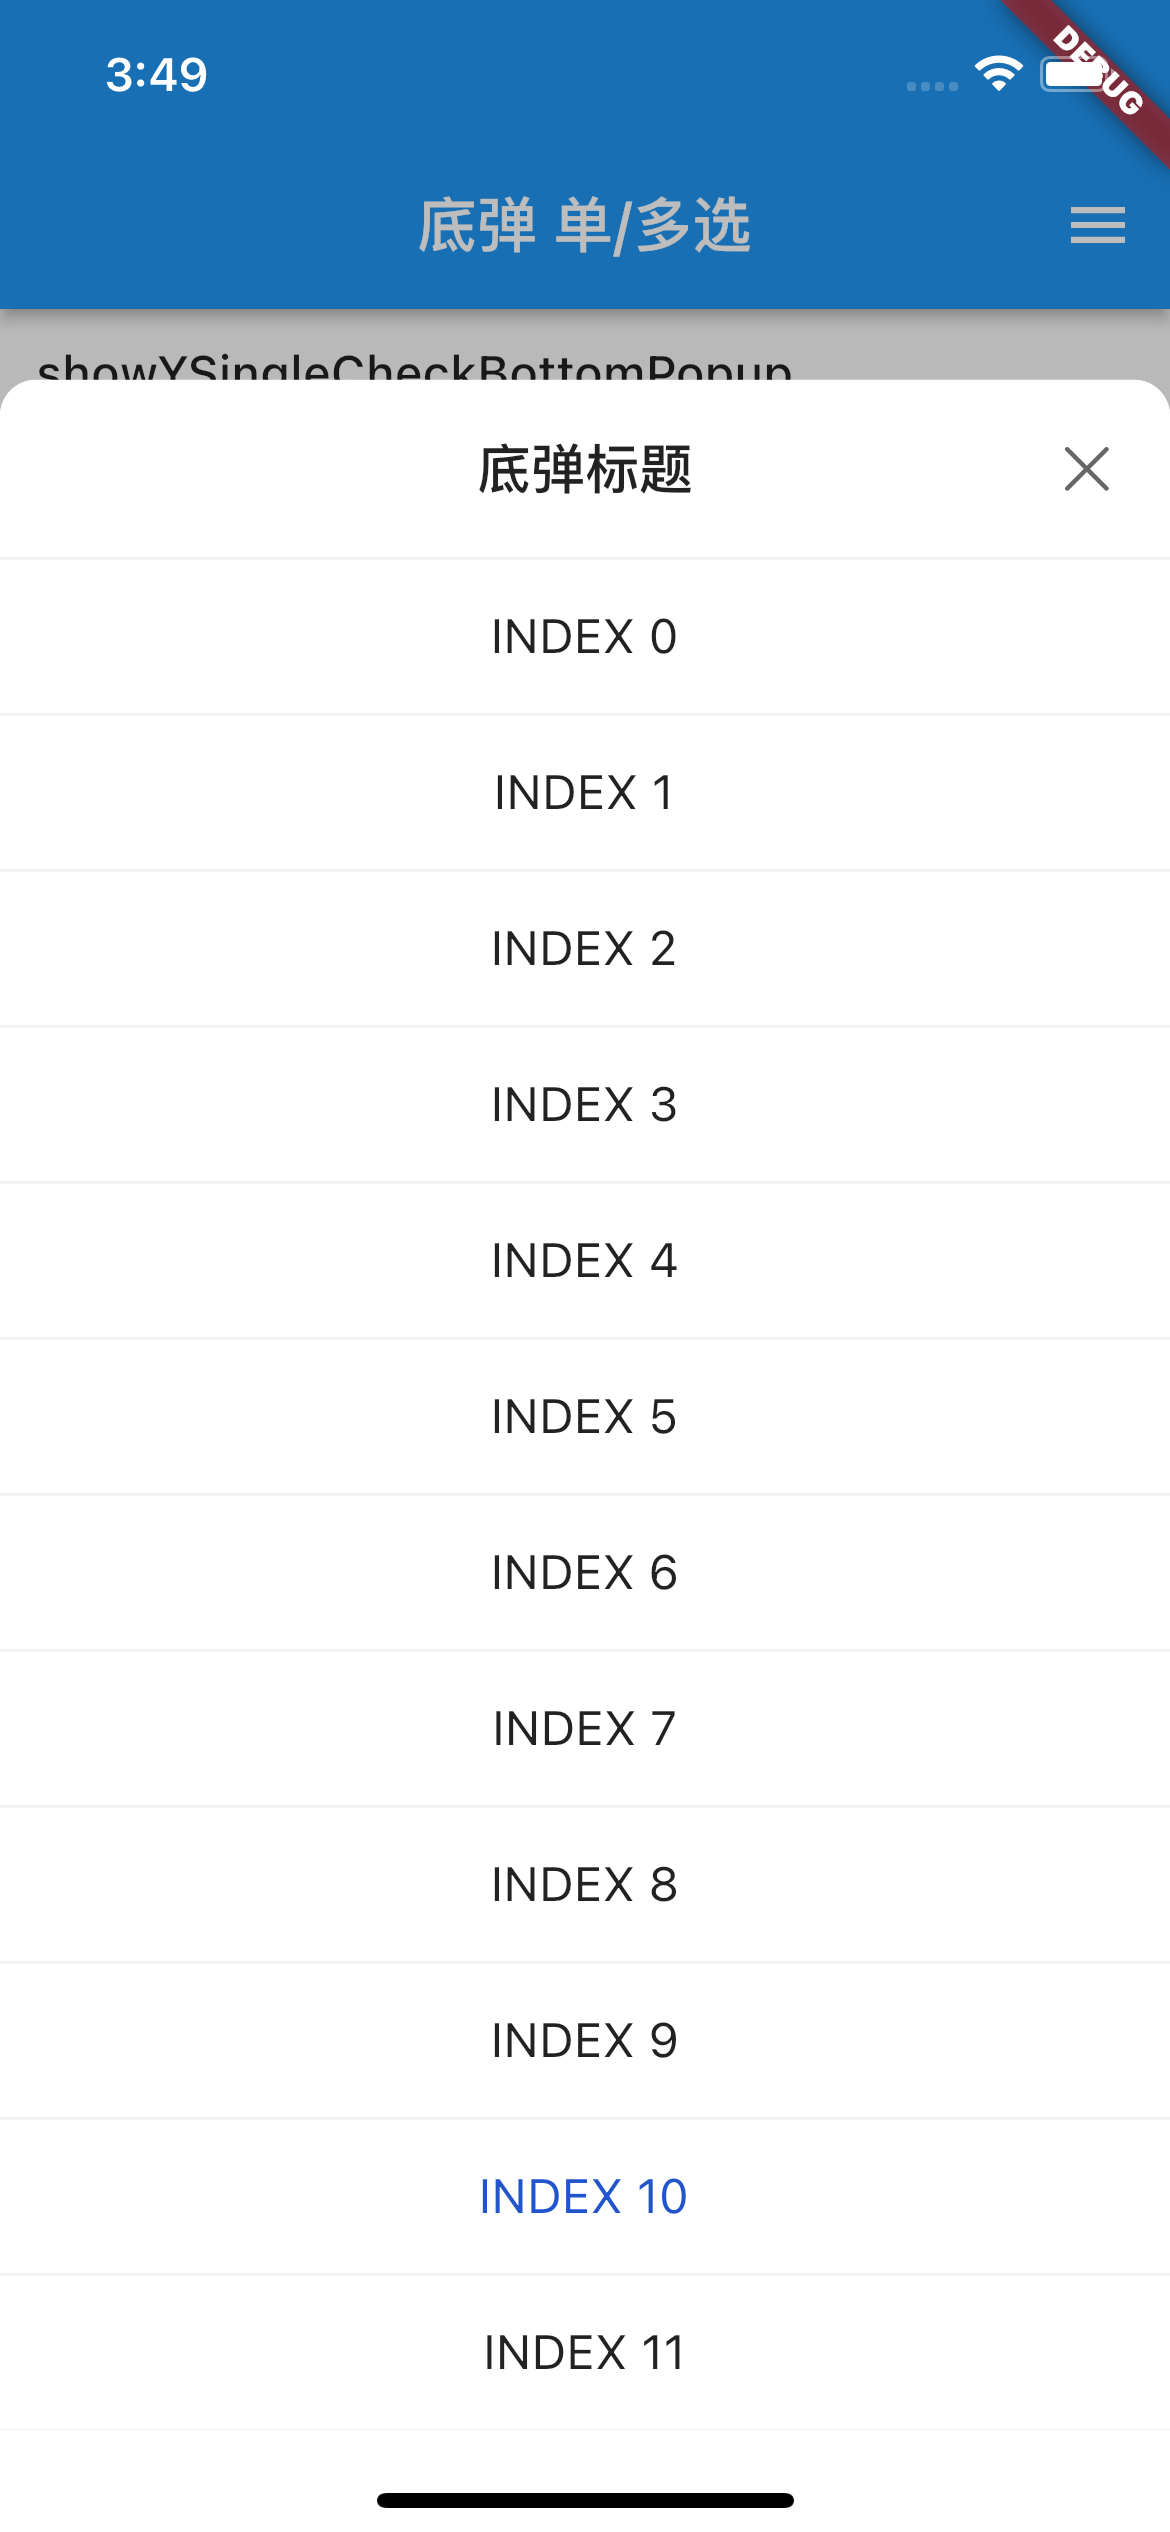 3:49
DEBUG
底弹 单/多选
showYSingleCheckBottomPopup
底弹标题
INDEX 0
INDEX 1
INDEX 2
INDEX 3
INDEX 4
INDEX 5
INDEX 6
INDEX 7
INDEX 8
INDEX 9
INDEX 10
INDEX 11